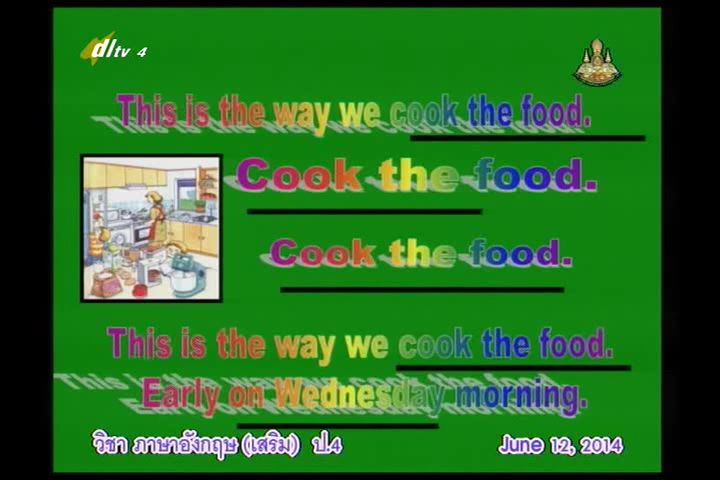 dltv 4
This is the way we cook the food.
Cook the food.
Cook the food.
This is the way we cook the food.
Early on Wednesday morning.
วิชา ภาษาอังกฤษ (เสริม) ป.4
June 12, 2014